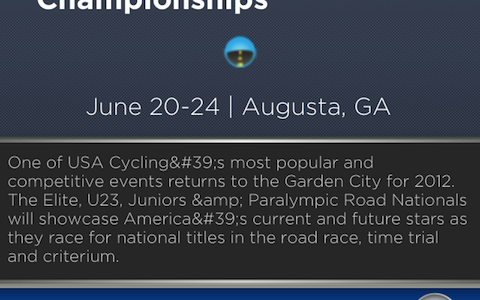 Championships
June 20-24 | Augusta, GA
One of USA Cycling&#39;s most popular and
competitive events returns to the Garden City for 2012.
The Elite, U23, Juniors &amp; Paralympic Road Nationals
will showcase America&#39;s current and future stars as
they race for national titles in the road race, time trial
and criterium.